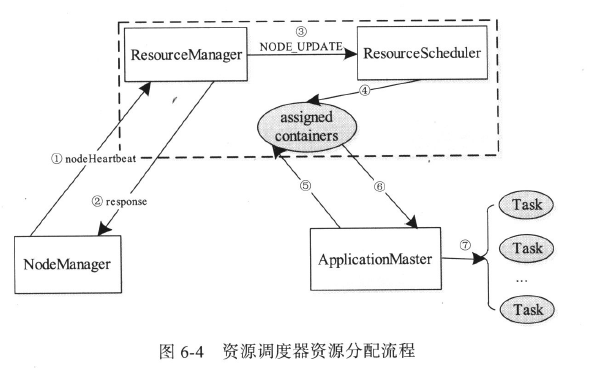 ③
ResourceManager
NODE_UPDATE
ResourceScheduler
④
assigned
containers
① nodeHeartbeat
② response
⑤
⑥
NodeManager
ApplicationMaster
⑦
Task
Task
...
Task
图 6-4 资源调度器资源分配流程